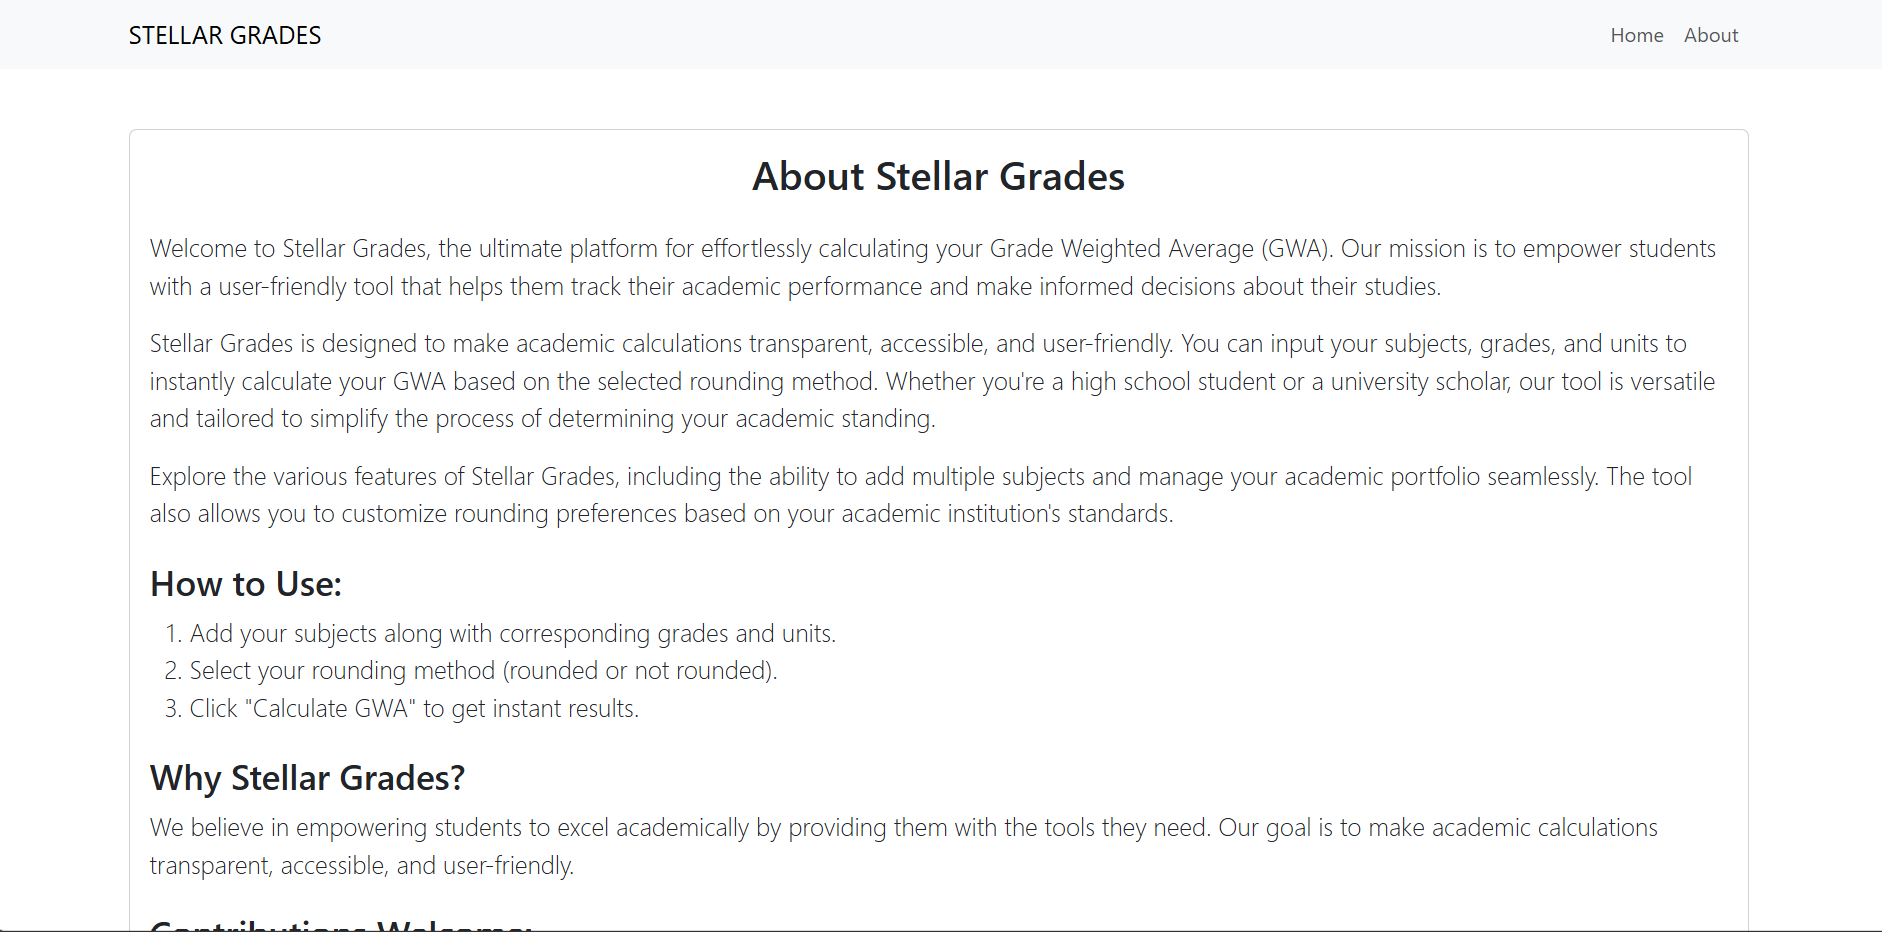 STELLAR GRADES
Home About
About Stellar Grades
Welcome to Stellar Grades, the ultimate platform for effortlessly calculating your Grade Weighted Average (GWA). Our mission is to empower students
with a user-friendly tool that helps them track their academic performance and make informed decisions about their studies.
Stellar Grades is designed to make academic calculations transparent, accessible, and user-friendly. You can input your subjects, grades, and units to
instantly calculate your GWA based on the selected rounding method. Whether you're a high school student or a university scholar, our tool is versatile
and tailored to simplify the process of determining your academic standing.
Explore the various features of Stellar Grades, including the ability to add multiple subjects and manage your academic portfolio seamlessly. The tool
also allows you to customize rounding preferences based on your academic institution's standards.
How to Use:
1. Add your subjects along with corresponding grades and units.
2. Select your rounding method (rounded or not rounded).
3. Click "Calculate GWA" to get instant results.
Why Stellar Grades?
We believe in empowering students to excel academically by providing them with the tools they need. Our goal is to make academic calculations
transparent, accessible, and user-friendly.
Contributions Welcome: